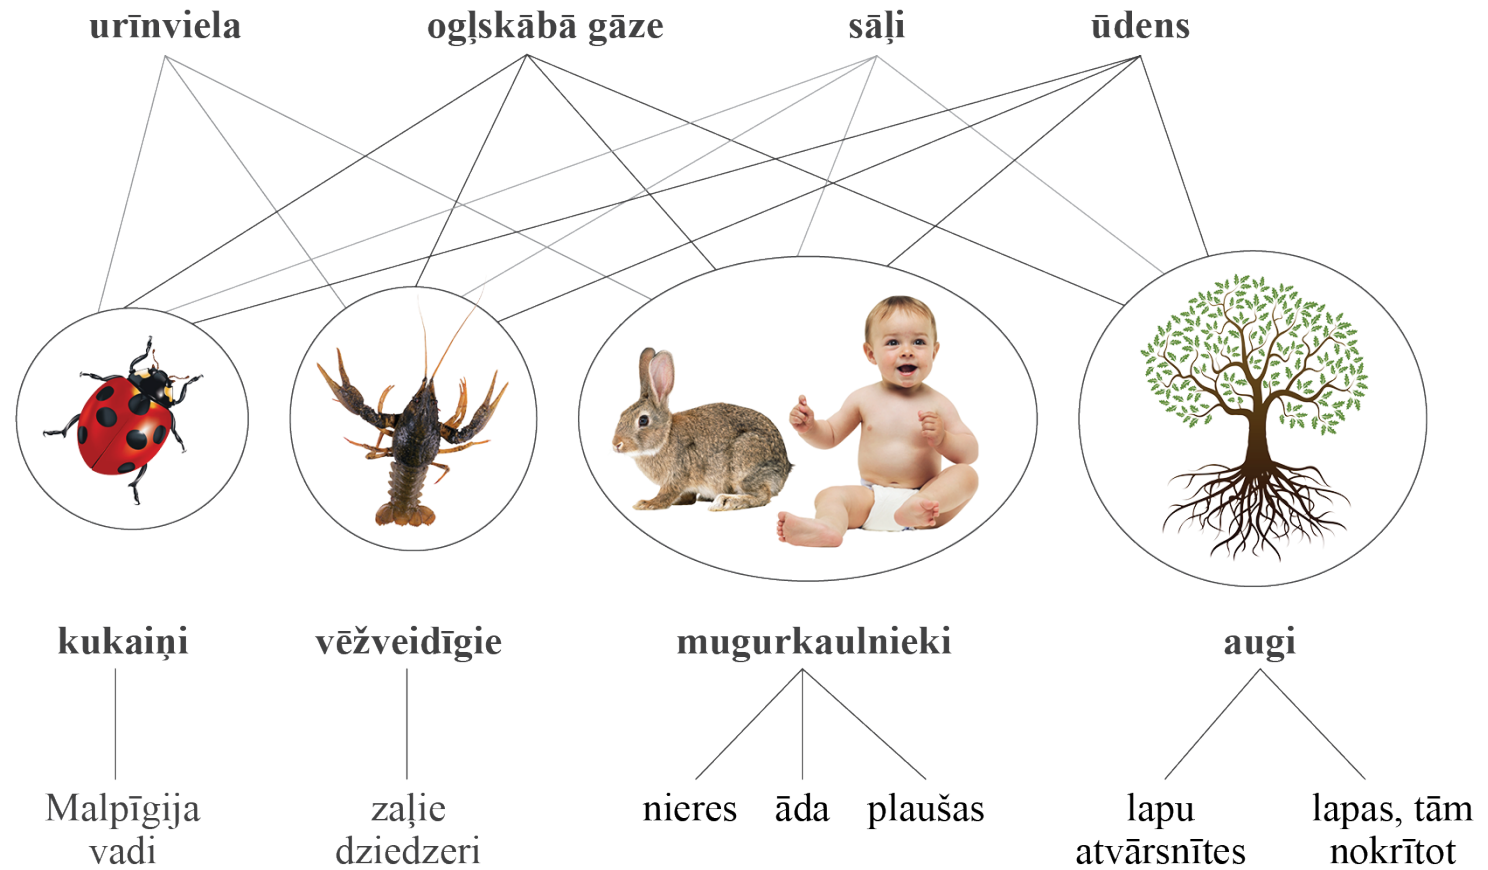 urīnviela
ogļskābā gāze
sāļi
ūdens
kukaiņi
vēžveidīgie
mugurkaulnieki
augi
Malpīgija
vadi
zaļie
dziedzeri
nieres
āda
plaušas
lapu
atvārsnītes
lapas, tām
nokrītot